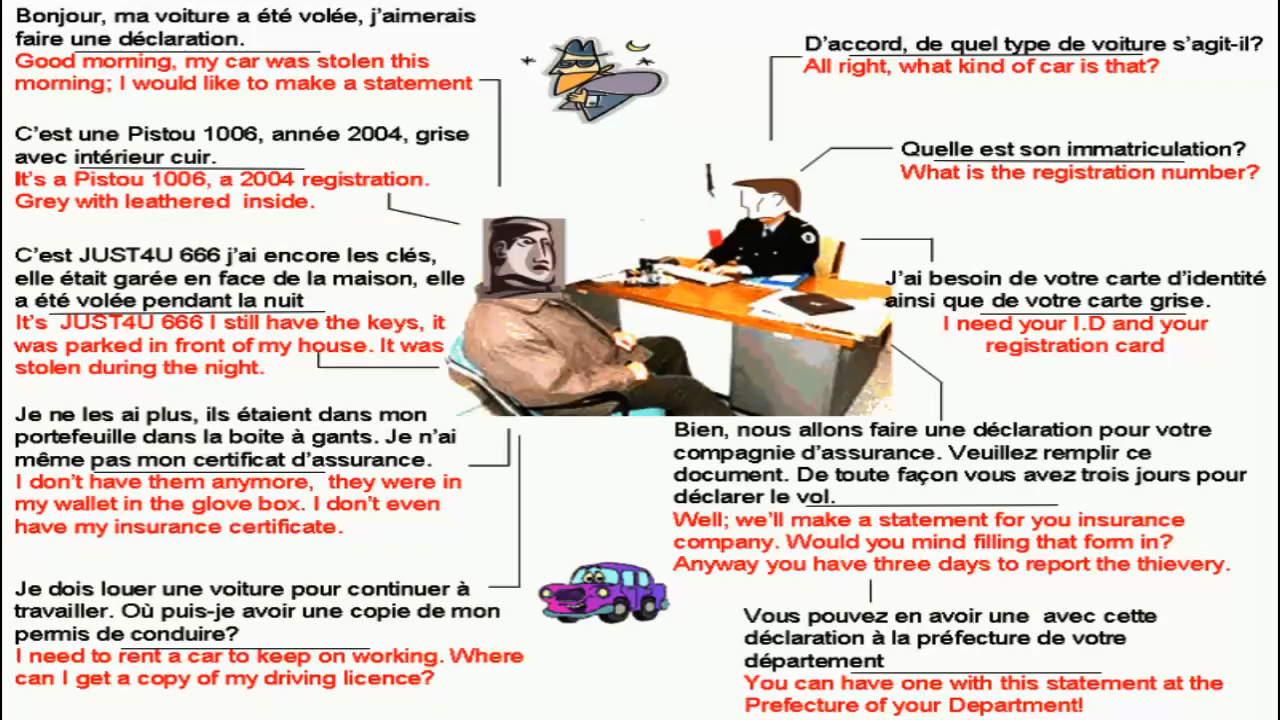 Bonjour, ma voiture a été volée, j'aimerais
faire une déclaration.
Good morning, my car was stolen this
morning; I would like to make a statement
D'accord, de quel type de voiture s'agit-il?
All right, what kind of car is that?
C'est une Pistou 1006, année 2004, grise
avec intérieur cuir.
It's a Pistou 1006, a 2004 registration.
Grey with leathered inside.
Quelle est son immatriculation?
What is the registration number?
C'est JUST4U 666 j'ai encore les clés,
elle était garée en face de la maison, elle
a été volée pendant la nuit
It's JUST4U 666 I still have the keys, it
was parked in front of my house. It was
stolen during the night.
J'ai besoin de votre carte d'identité
ainsi que de votre carte grise.
I need your I.D and your
registration card
Je ne les ai plus, ils étaient dans mon
portefeuille dans la boite à gants. Je n'ai
même pas mon certificat d'assurance.
I don't have them anymore, they were in
my wallet in the glove box. I don't even
have my insurance certificate.
Bien, nous allons faire une déclaration pour votre
compagnie d'assurance. Veuillez remplir ce
document. De toute façon vous avez trois jours pour
déclarer le vol.
Well; we'll make a statement for you insurance
company. Would you mind filling that form in?
Anyway you have three days to report the thievery.
Je dois louer une voiture pour continuer à
travailler. Où puis-je avoir une copie de mon
permis de conduire?
I need to rent a car to keep on working. Where
can I get a copy of my driving licence?
Vous pouvez en avoir une avec cette
déclaration à la préfecture de votre
département
You can have one with this statement at the
Prefecture of your Department!